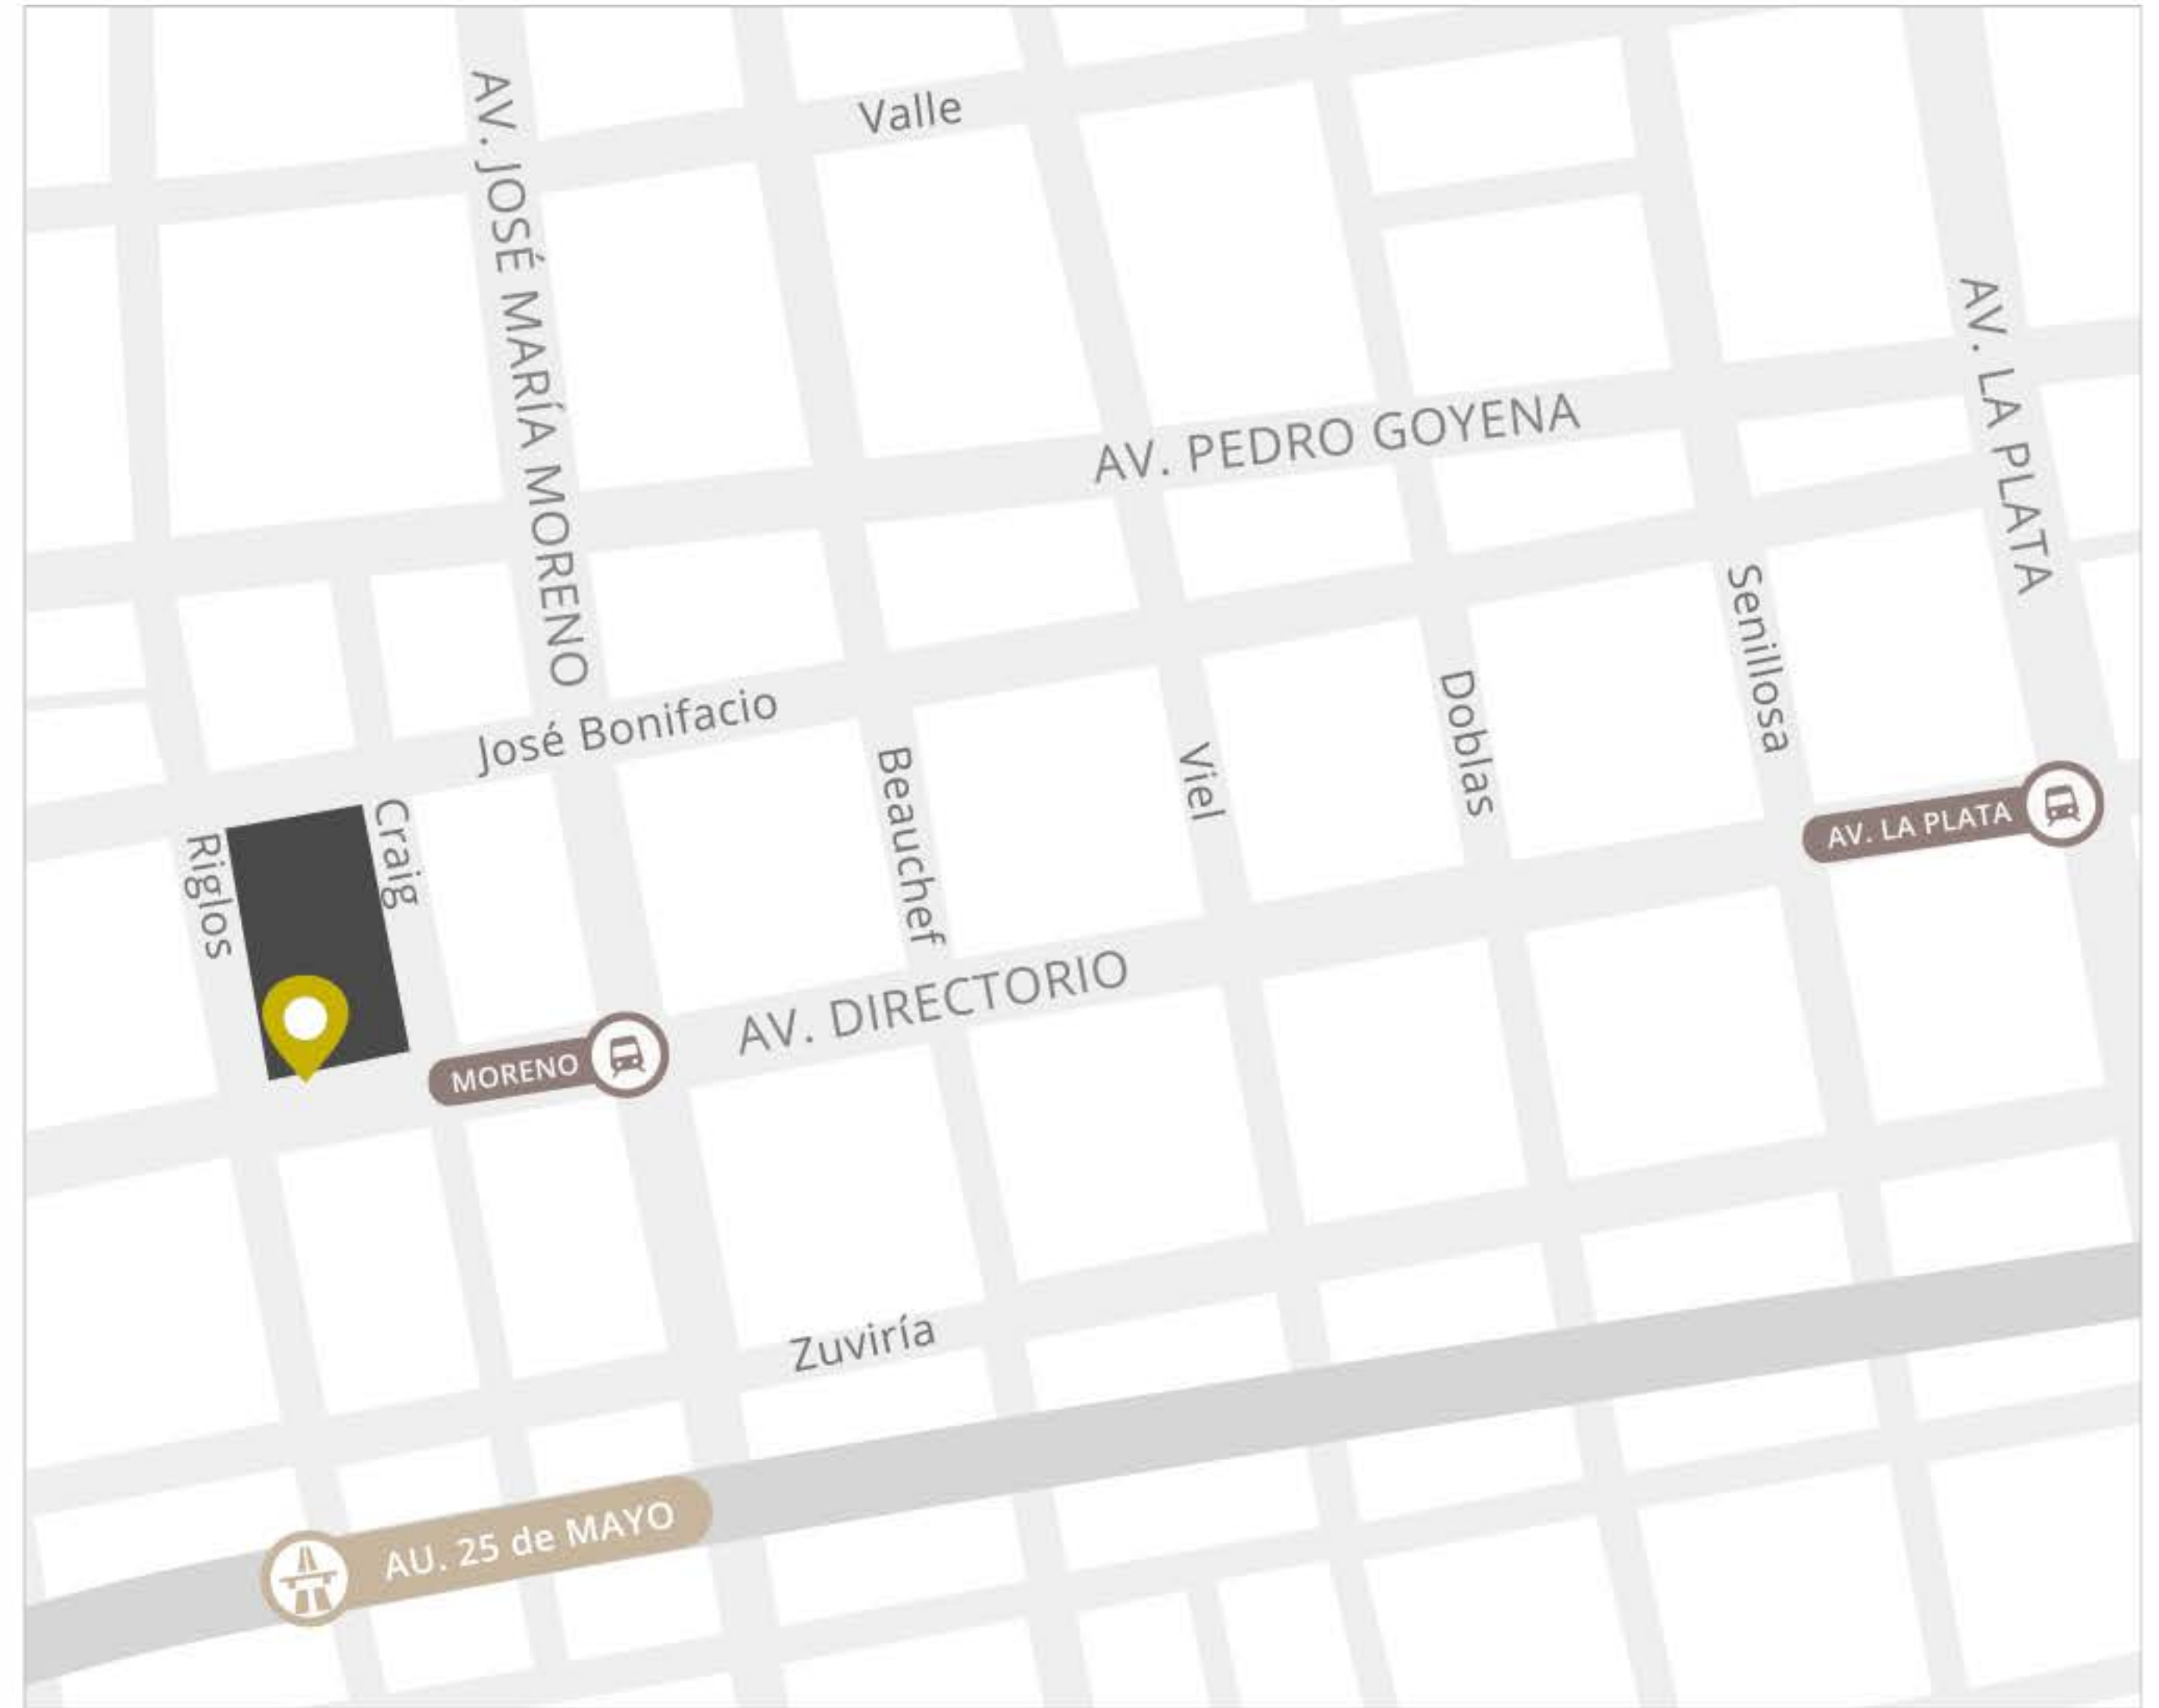 Valle
AV. JOSÉ MARÍA MORENO
AV. LA PLATA
AV. PEDRO GOYENA
Senillosa
José Bonifacio
Doblas
Viel
Beauchef
Craig
Riglos
AV. LA PLATA
AV. DIRECTORIO
MORENO
Zuviría
AU. 25 de MAYO